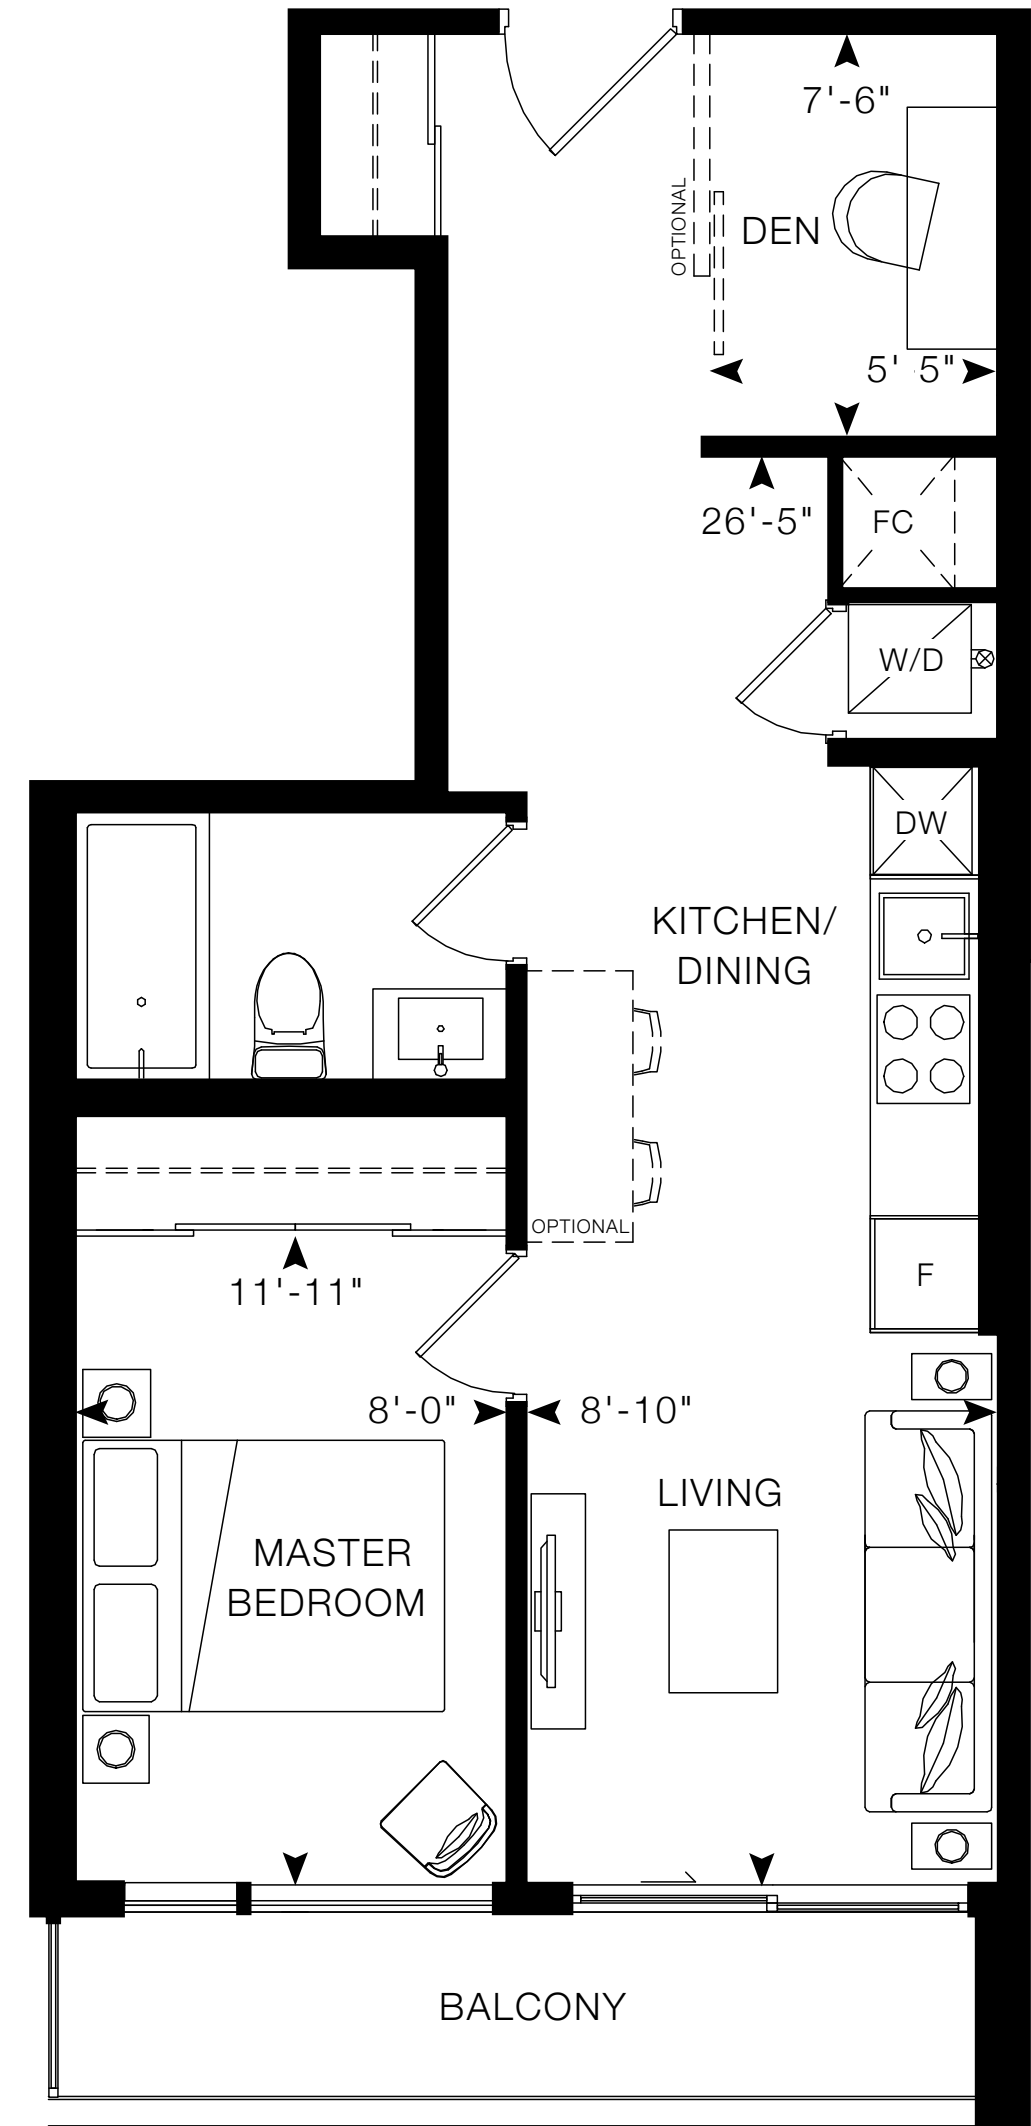 7'-6"
OPTIONAL
DEN
5' 5"
26'-5"
FC
W/D
DW
KITCHEN/
DINING
OPTIONAL
F
11'-11"
8'-0"
8'-10"
LIVING
MASTER
BEDROOM
BALCONY